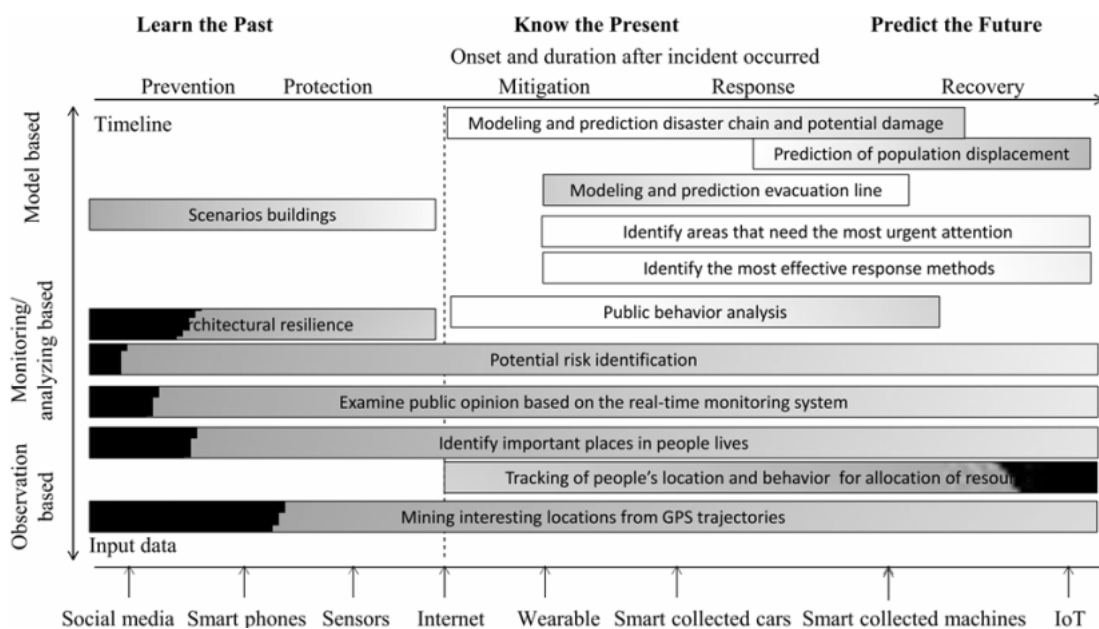 Learn the Past
Know the Present
Predict the Future
Onset and duration after incident occurred
Prevention
Protection
Mitigation
Response
Recovery
Timeline
Model based
Monitoring/
analyzing based
Observation
based
Modeling and prediction disaster chain and potential damage
Prediction of population displacement
Modeling and prediction evacuation line
Scenarios buildings
Identify areas that need the most urgent attention
Identify the most effective response methods
Public behavior analysis
resilience
Potential risk identification
Examine public opinion based on the real-time monitoring system
Identify important places in people lives
Tracking of people's location and behavior for allocation of
Mining interesting locations from GPS trajectories
Input data
Social media
Smart phones
Sensors
Internet
Wearable
Smart collected cars
Smart collected machines
IoT